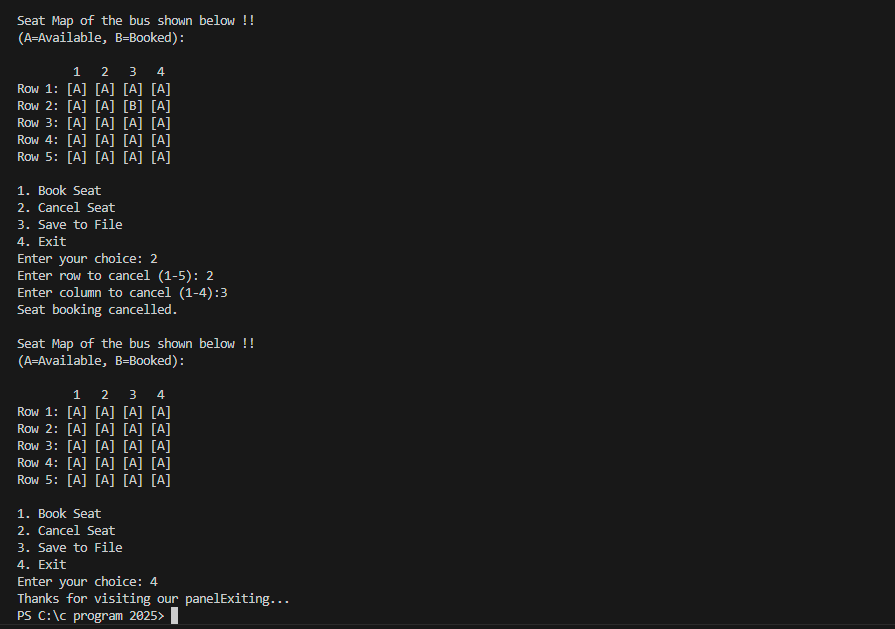 Seat Map of the bus shown below !!
(A=Available, B=Booked):
1 2 3 4
Row 1: [A] [A] [A] [A]
Row 2: [A] [A] [B] [A]
Row 3: [A] [A] [A] [A]
Row 4: [A] [A] [A] [A]
Row 5: [A] [A] [A] [A]
1. Book Seat
2. Cancel Seat
3. Save to File
4. Exit
Enter your choice: 2
Enter row to cancel (1-5): 2
Enter column to cancel (1-4):3
Seat booking cancelled.
Seat Map of the bus shown below !!
(A=Available, B=Booked):
1 2 3 4
Row 1: [A] [A] [A] [A]
Row 2: [A] [A] [A] [A]
Row 3: [A] [A] [A] [A]
Row 4: [A] [A] [A] [A]
Row 5: [A] [A] [A] [A]
1. Book Seat
2. Cancel Seat
3. Save to File
4. Exit
Enter your choice: 4
Thanks for visiting our panelExiting...
PS C:\c program 2025>